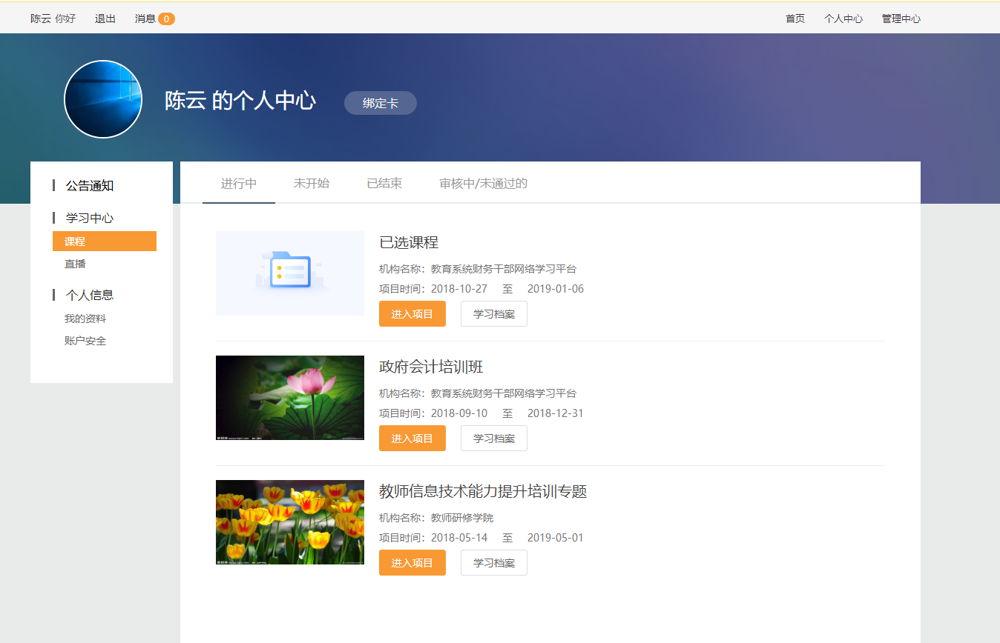 陈云 你好 退出 消息 0 首页 个人中心 管理中心
陈云 的个人中心 绑定卡
公告通知
学习中心
课程
直播
个人信息
我的资料
账户安全
进行中 未开始 已结束 审核中/未通过的
已选课程
机构名称：教育系统财务干部网络学习平台
项目时间：2018-10-27 至 2019-01-06
进入项目 学习档案
政府会计培训班
机构名称：教育系统财务干部网络学习平台
项目时间：2018-09-10 至 2018-12-31
进入项目 学习档案
教师信息技术能力提升培训专题
机构名称：教师研修学院
项目时间：2018-05-14 至 2019-05-01
进入项目 学习档案